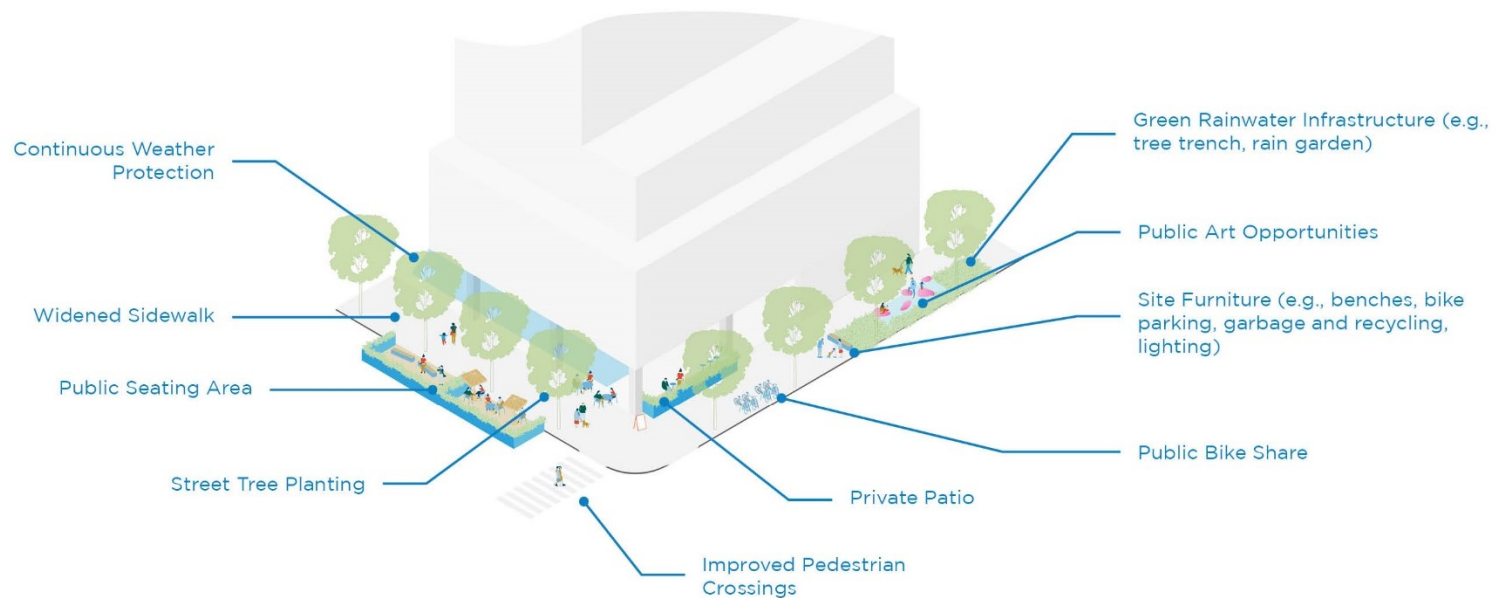 Continuous Weather
Protection
Widened Sidewalk
Public Seating Area
Street Tree Planting
Improved Pedestrian
Crossings
Private Patio
Public Bike Share
Site Furniture (e.g., benches, bike
parking, garbage and recycling,
lighting)
Public Art Opportunities
Green Rainwater Infrastructure (e.g.,
tree trench, rain garden)